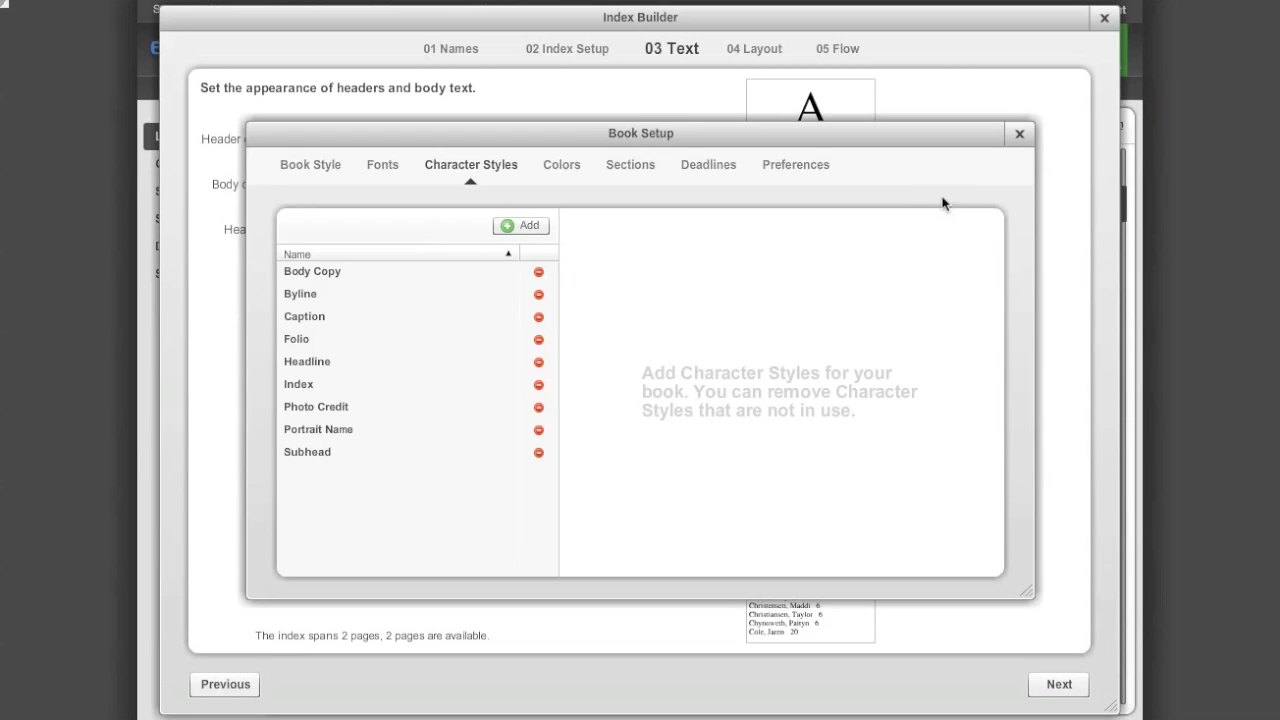 Index Builder
01 Names
02 Index Setup
03 Text
04 Layout
05 Flow
Set the appearance of headers and body text.
A
Header
Book Setup
Book Style
Fonts
Character Styles
Colors
Sections
Deadlines
Preferences
Body
Add
Name
Body Copy
Byline
Caption
Folio
Headline
Index
Photo Credit
Portrait Name
Subhead
Add Character Styles for your
book. You can remove Character
Styles that are not in use.
Christensen, Maddi 6
Christiansen, Taylor 6
Chynoweth, Paityn 6
Cole, Jaren 20
The index spans 2 pages, 2 pages are available.
Previous
Next